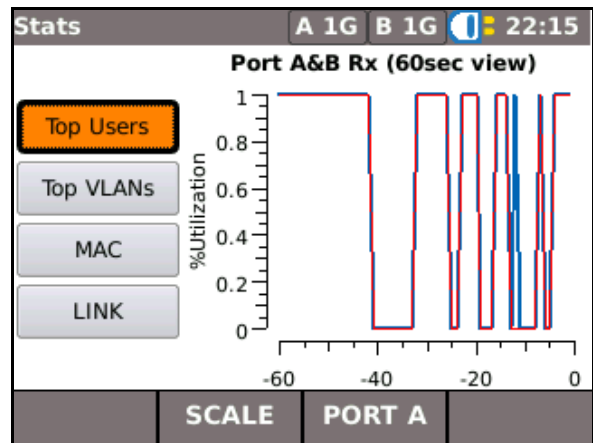 Stats A 1G B 1G 22:15
Port A&B Rx (60sec view)
Top Users
Top VLANs
MAC
LINK
%Utilization
1
0.8
0.6
0.4
0.2
0
-60 -40 -20 0
SCALE PORT A